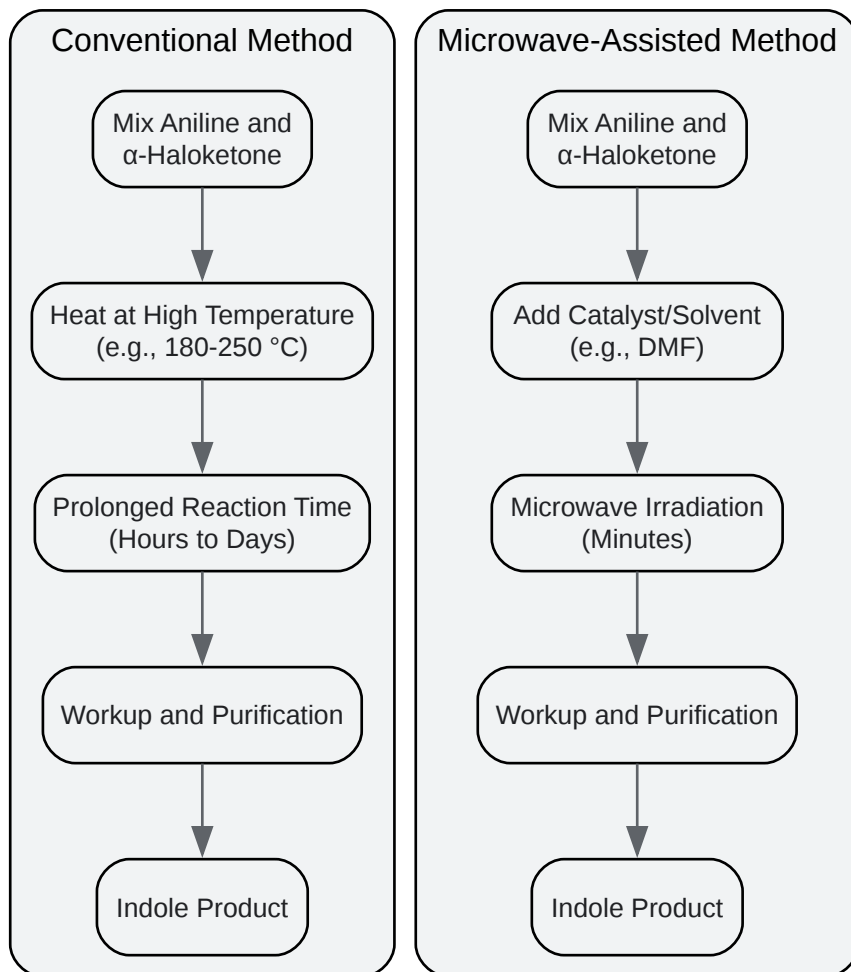 Conventional Method
Mix Aniline and
α-Haloketone
Heat at High Temperature
(e.g., 180-250 °C)
Prolonged Reaction Time
(Hours to Days)
Workup and Purification
Indole Product
Microwave-Assisted Method
Mix Aniline and
α-Haloketone
Add Catalyst/Solvent
(e.g., DMF)
Microwave Irradiation
(Minutes)
Workup and Purification
Indole Product